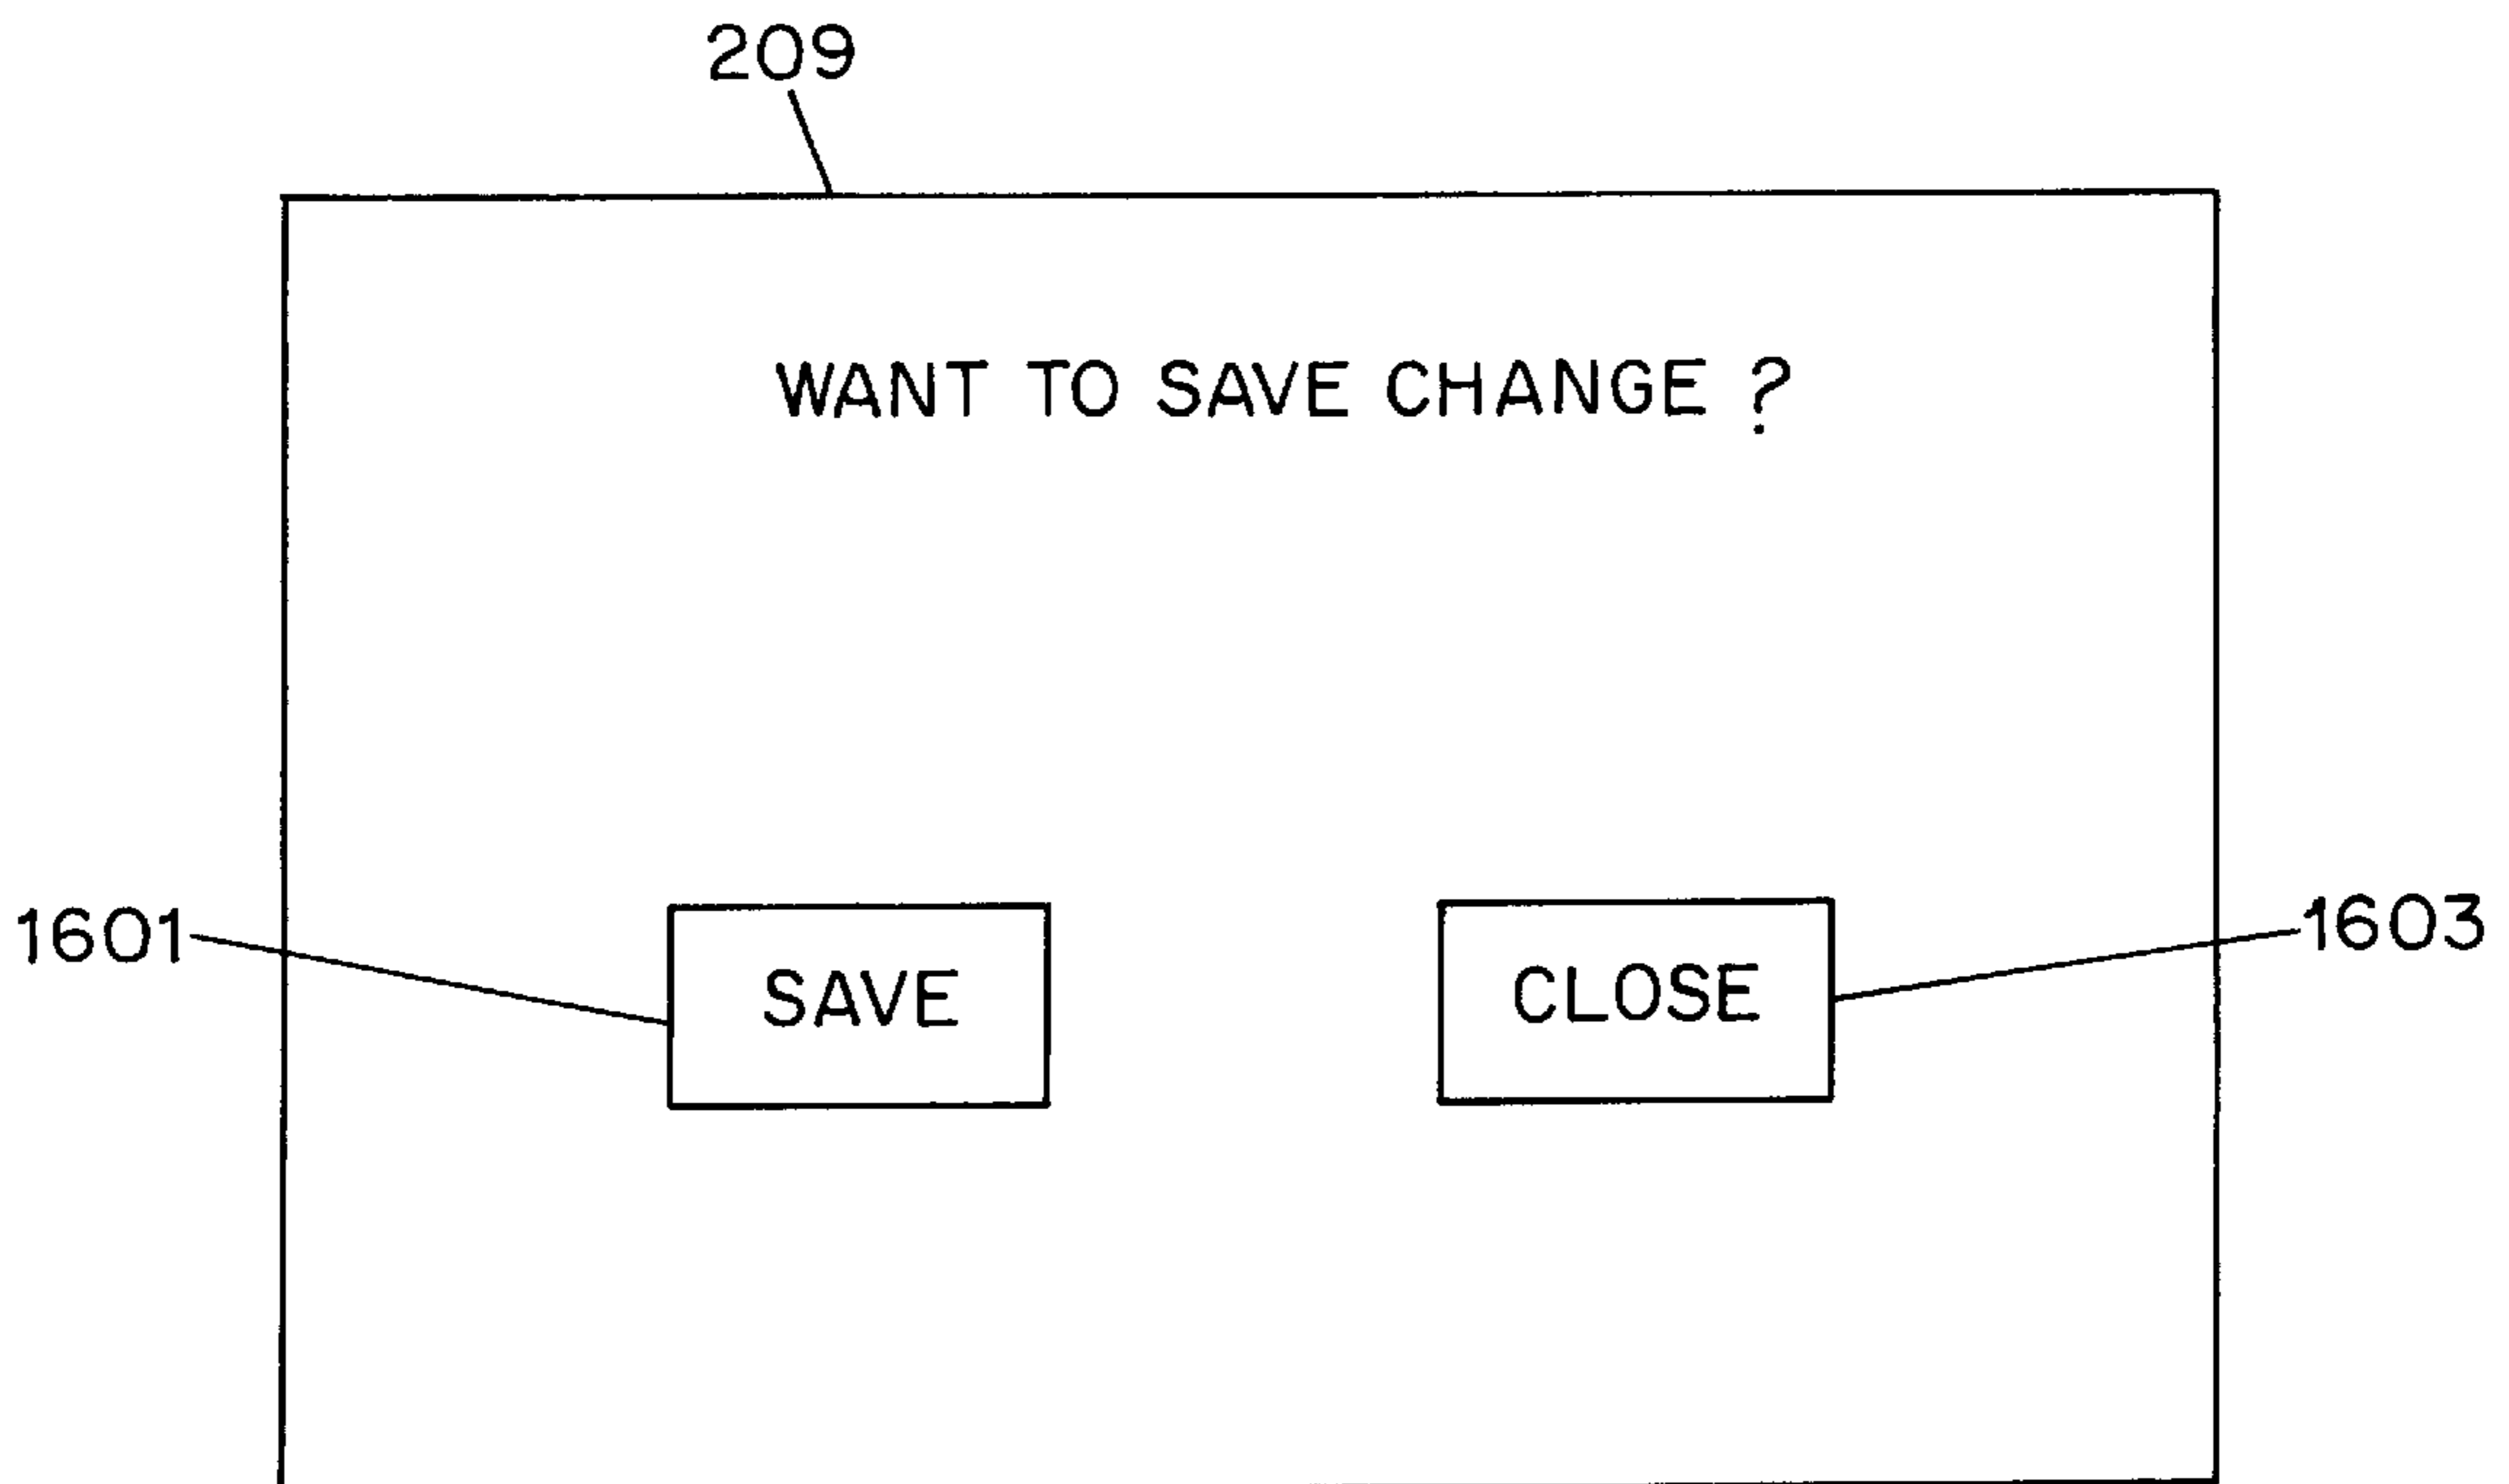 209
WANT TO SAVE CHANGE ?
1601
SAVE
CLOSE
1603